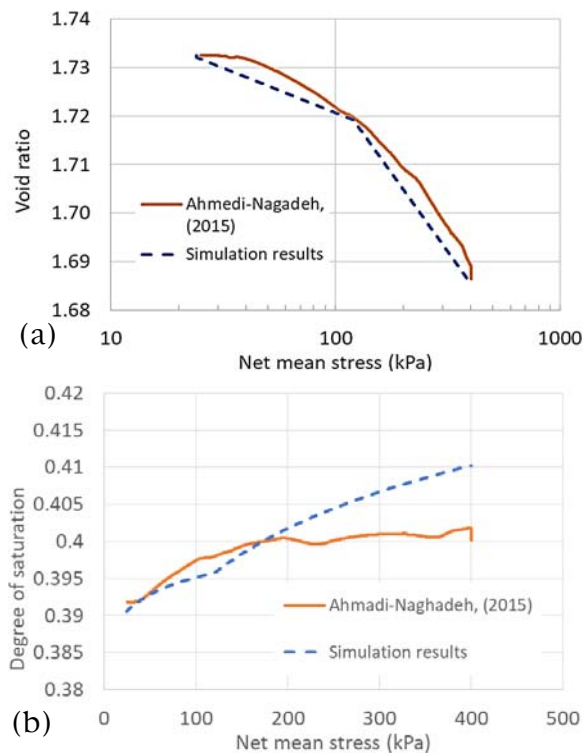 1.74
1.73
1.72
1.71
1.70
1.69
1.68
Void ratio
Ahmedi-Nagadeh,
(2015)
Simulation results
(a)
10
100
1000
Net mean stress (kPa)
0.42
0.415
0.41
0.405
0.4
0.395
0.39
0.385
0.38
Degree of saturation
Ahmadi-Naghadeh, (2015)
Simulation results
(b)
0
100
200
300
400
500
Net mean stress (kPa)